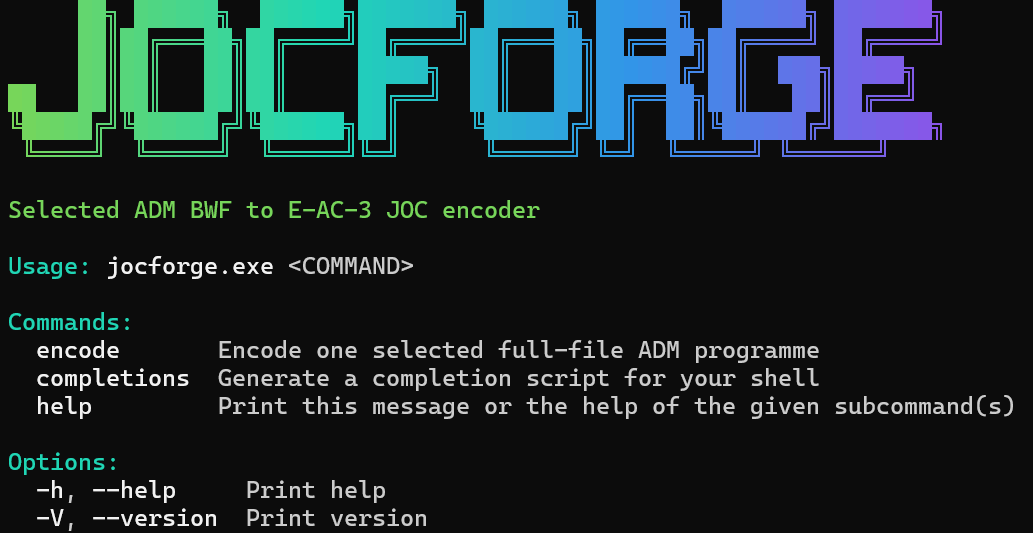 JOCFORGE
Selected ADM BWF to E-AC-3 JOC encoder
Usage: jocforge.exe <COMMAND>
Commands:
encode Encode one selected full-file ADM programme
completions Generate a completion script for your shell
help Print this message or the help of the given subcommand(s)
Options:
-h, --help Print help
-V, --version Print version